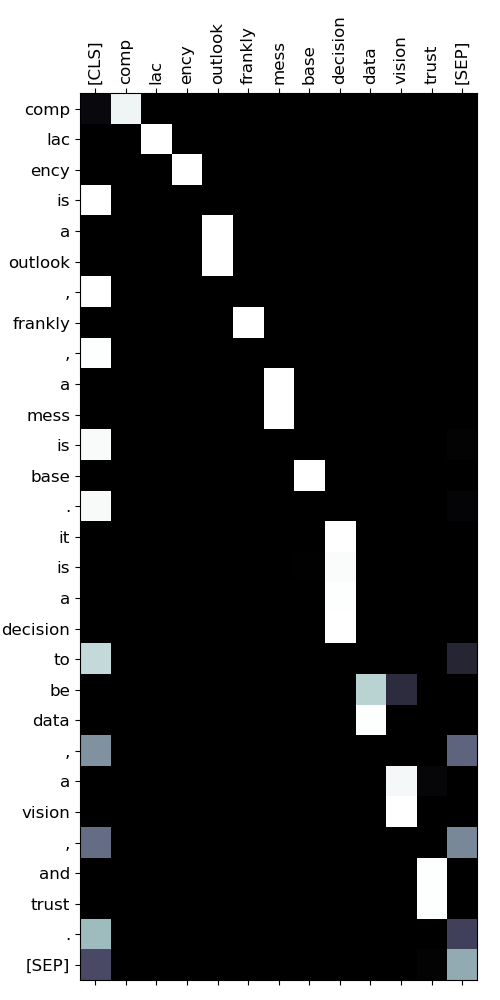 [CLS] comp lac ency outlook frankly mess base decision data vision trust [SEP]
comp
lac
ency
is
a
outlook
,
frankly
,
a
mess
is
base
.
it
is
a
decision
to
be
data
,
a
vision
,
and
trust
.
[SEP]